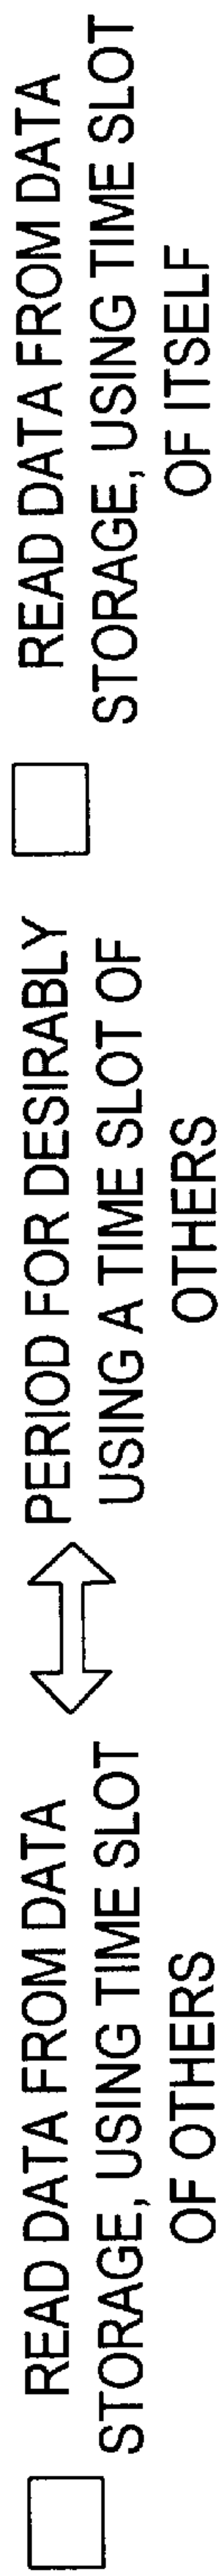 READ DATA FROM DATA
STORAGE, USING TIME SLOT
OF OTHERS
PERIOD FOR DESIRABLY
USING A TIME SLOT OF
OTHERS
READ DATA FROM DATA
STORAGE, USING TIME SLOT
OF ITSELF